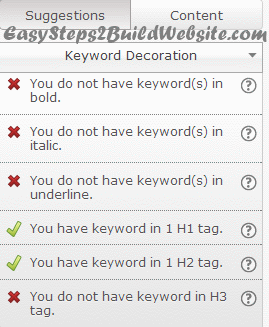 Suggestions Content
EasySteps2BuildWebsite.com
Keyword Decoration
You do not have keyword(s) in
bold.
You do not have keyword(s) in
italic.
You do not have keyword(s) in
underline.
You have keyword in 1 H1 tag.
You have keyword in 1 H2 tag.
You do not have keyword in H3
tag.